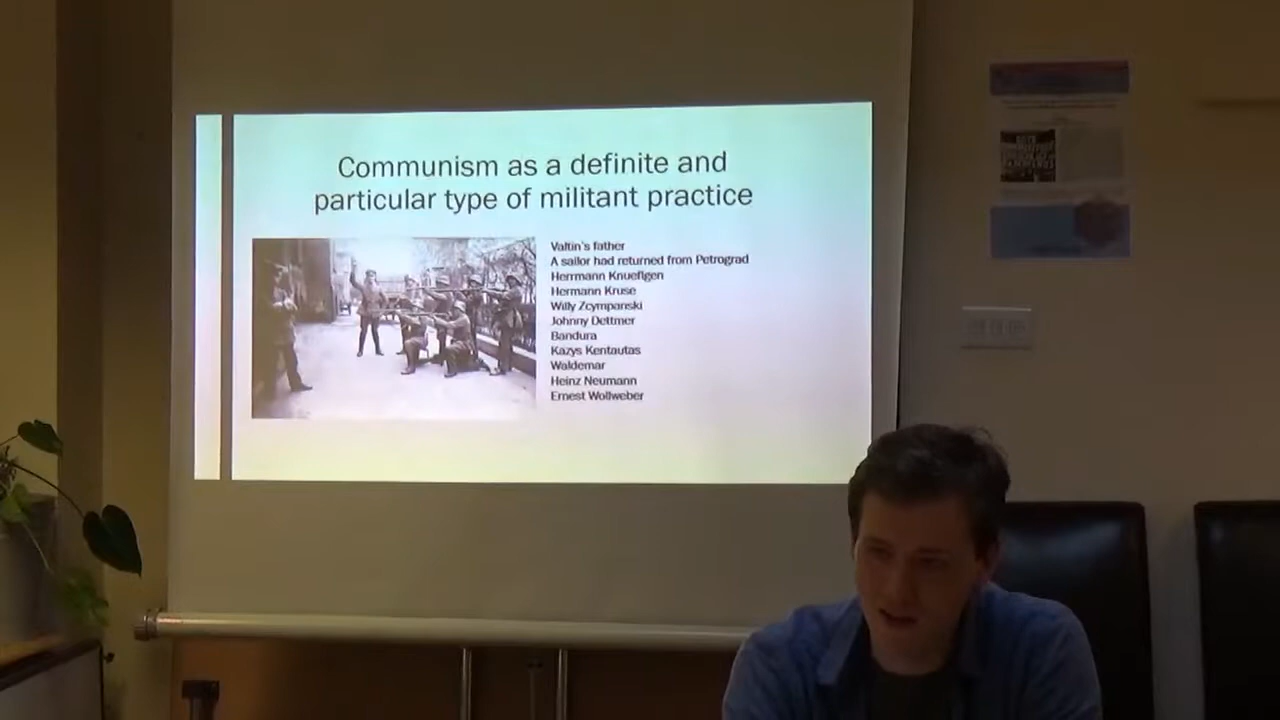 Communism as a definite and
particular type of militant practice
Valtin's father
A sailor had returned from Petrograd
Herrmann Knueflgen
Hermann Kruse
Willy Zcympanski
Johnny Dettmer
Bandura
Kazys Kentautas
Waldemar
Heinz Neumann
Ernest Wollweber